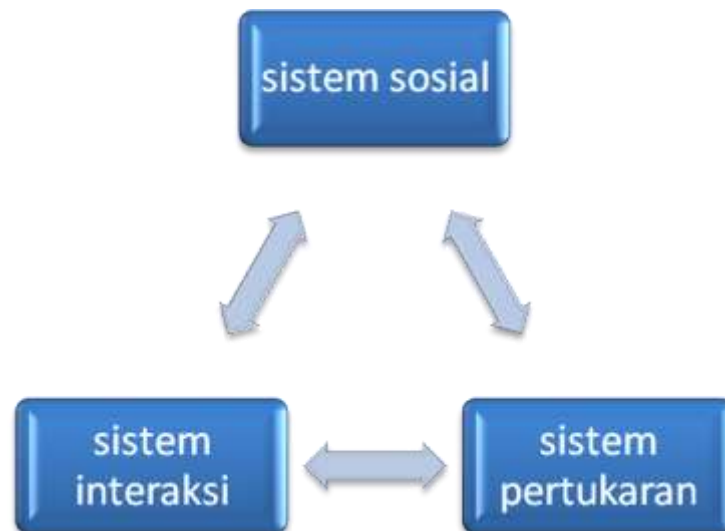 sistem sosial
sistem
interaksi
sistem
pertukaran